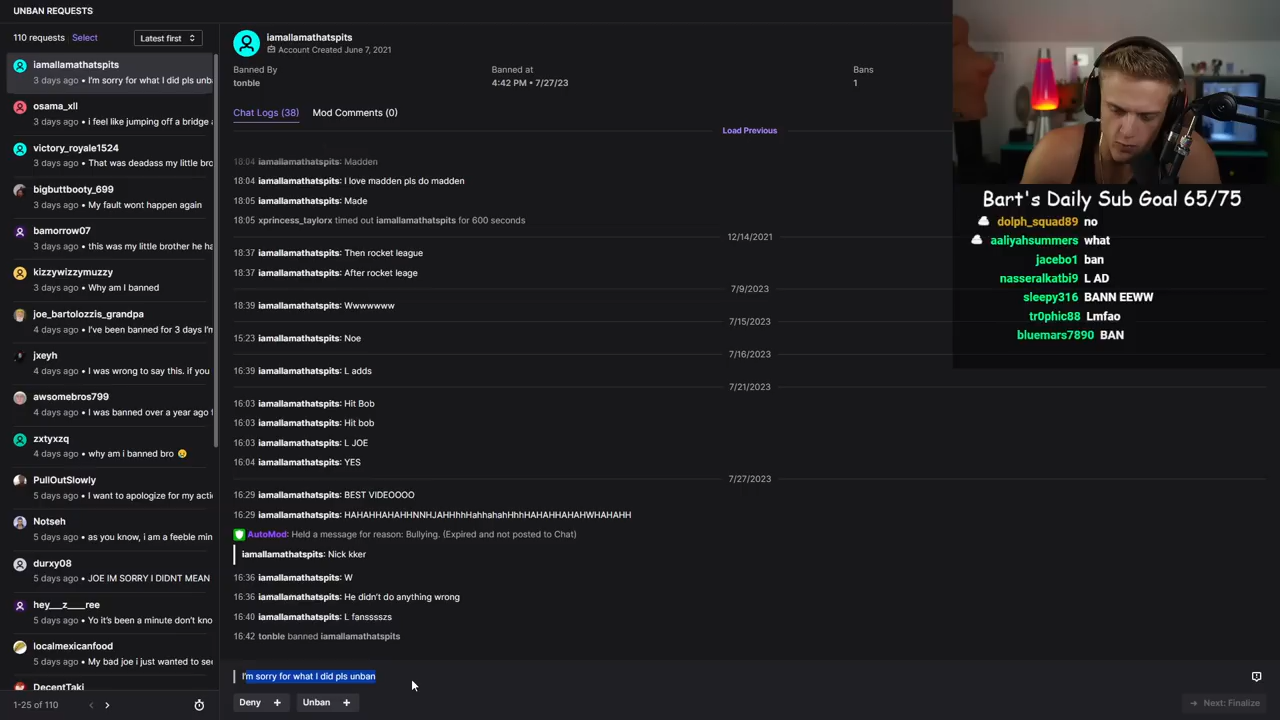 UNBAN REQUESTS
110 requests Select Latest first
iamallamathatspits
3 days ago • I'm sorry for what I did pls unb
osama_xll
3 days ago • i feel like jumping off a bridge
victory_royale1524
3 days ago • That was deadass my little bro
bigbuttbooty_699
3 days ago • My fault wont happen again
bamorrow07
3 days ago • this was my little brother he ha
kizzywizzymuzzy
3 days ago • Why am I banned
joe_bartolozzis_grandpa
4 days ago • I've been banned for 3 days I'm
jxeyh
4 days ago • I was wrong to say this. if you
awsomebros799
4 days ago • I was banned over a year ago
zxtyxzq
4 days ago • why am i banned bro 😢
PullOutSlowly
5 days ago • I want to apologize for my acti
Notseh
5 days ago • as you know, i am a feeble min
durxy08
5 days ago • JOE IM SORRY I DIDNT MEAN
hey___z____ree
5 days ago • Yo it's been a minute don't kno
localmexicanfood
5 days ago • My bad joe i just wanted to see
DecentTaki
1-25 of 110
iamallamathatspits
Account Created June 7, 2021
Banned By Banned at Bans
tonble 4:42 PM • 7/27/23 1
Chat Logs (38) Mod Comments (0)
Load Previous
18:04 iamallamathatspits: Madden
18:04 iamallamathatspits: I love madden pls do madden
18:05 iamallamathatspits: Made
18:05 xprincess_taylorx timed out iamallamathatspits for 600 seconds
12/14/2021
18:37 iamallamathatspits: Then rocket league
18:37 iamallamathatspits: After rocket leage
7/9/2023
18:39 iamallamathatspits: Wwwwwww
7/15/2023
15:23 iamallamathatspits: Noe
7/16/2023
16:39 iamallamathatspits: L adds
7/21/2023
16:03 iamallamathatspits: Hit Bob
16:03 iamallamathatspits: Hit bob
16:03 iamallamathatspits: L JOE
16:04 iamallamathatspits: YES
7/27/2023
16:29 iamallamathatspits: BEST VIDEOOOO
16:29 iamallamathatspits: HAHAHHAHAHHNNHJAHHhhHahhahahHhhHAHAHHAHAHWHAHAHH
AutoMod: Held a message for reason: Bullying. (Expired and not posted to Chat)
iamallamathatspits: Nick kker
16:36 iamallamathatspits: W
16:36 iamallamathatspits: He didn't do anything wrong
16:40 iamallamathatspits: L fansssszs
16:42 tonble banned iamallamathatspits
I'm sorry for what I did pls unban
Deny + Unban + Next: Finalize
Bart's Daily Sub Goal 65/75
dolph_squad89 no
aaliyahsummers what
jacebo1 ban
nasseralkatbi9 L AD
sleepy316 BANN EEWW
tr0phic88 Lmfao
bluemars7890 BAN